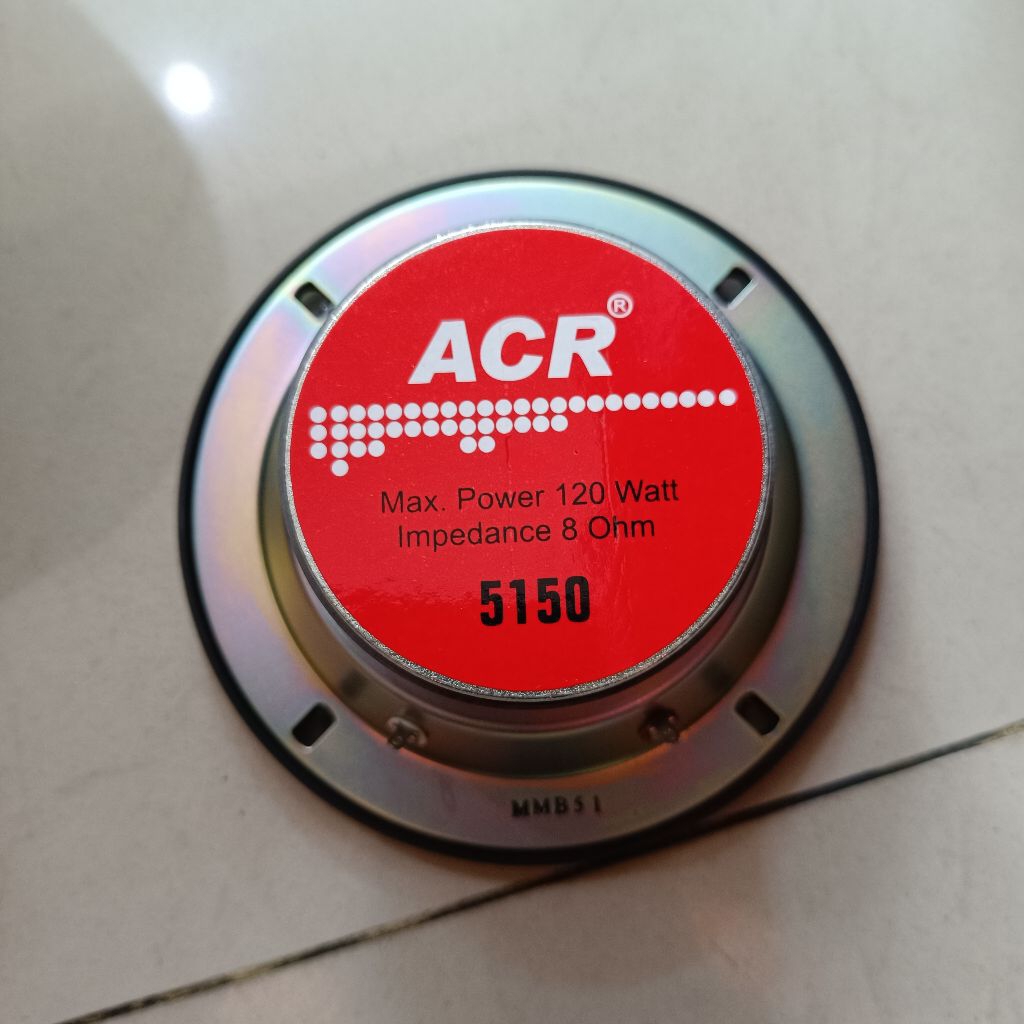 ACR®
Max. Power 120 Watt
Impedance 8 Ohm
5150
MMB51